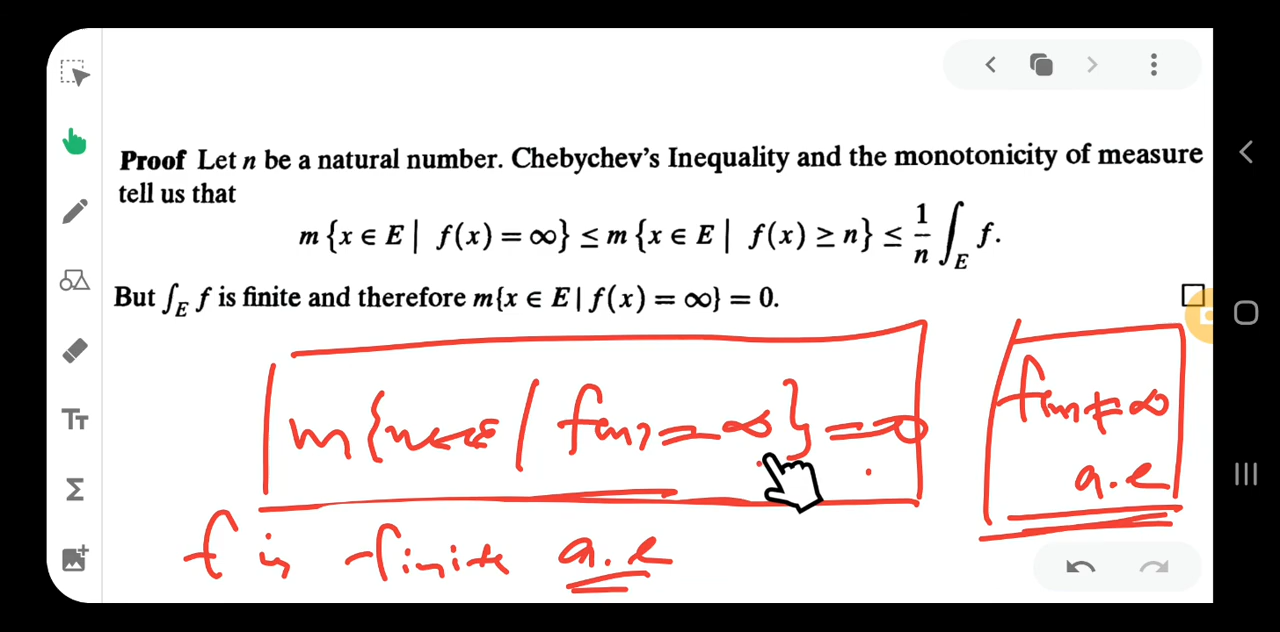 Proof Let n be a natural number. Chebychev's Inequality and the monotonicity of measure
tell us that
m {x ∈ E | f(x) = ∞} ≤ m {x ∈ E | f(x) ≥ n} ≤ 1/n ∫_E f.
But ∫_E f is finite and therefore m{x ∈ E | f(x) = ∞} = 0. □
m{x ∈ E / f(x) = ∞} = 0
f(x) ≠ ∞
a.e
f is finite a.e
TT
Σ